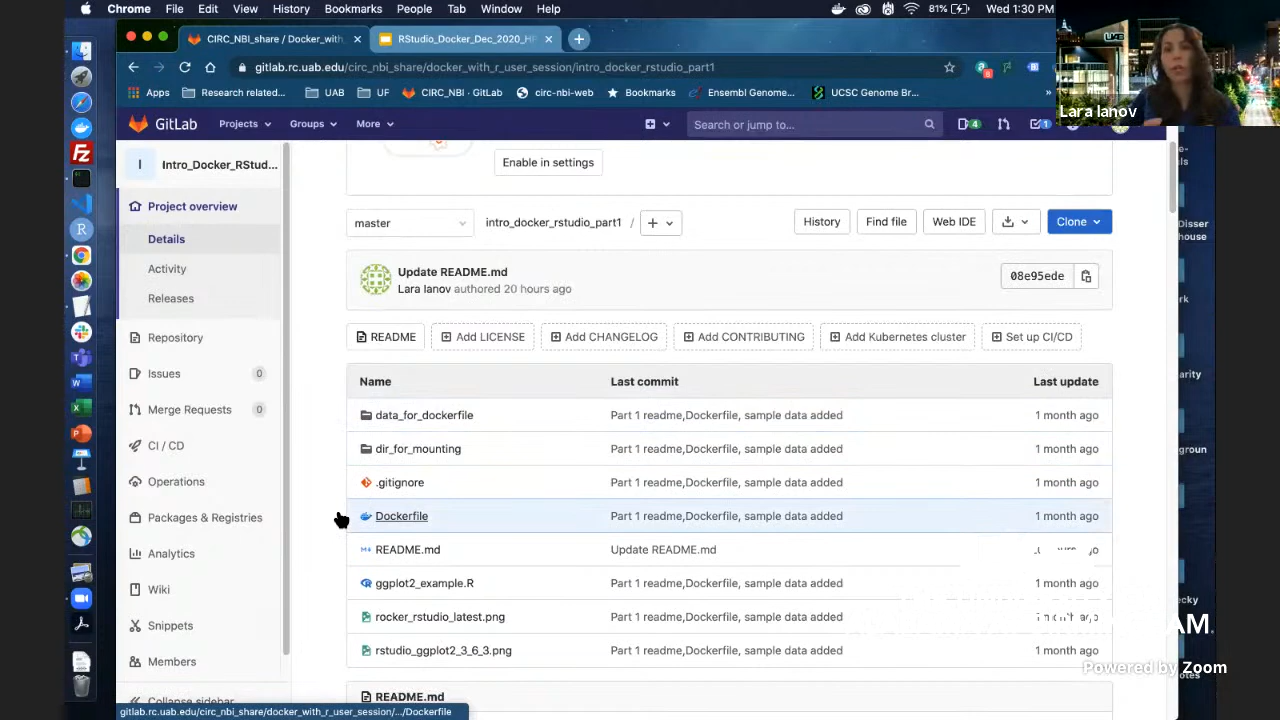 Chrome File Edit View History Bookmarks People Tab Window Help 81% Wed 1:30 PM
CIRC_NBI_share / Docker_with_ RStudio_Docker_Dec_2020_H
gitlab.rc.uab.edu/circ_nbi_share/docker_with_r_user_session/intro_docker_rstudio_part1
Apps Research related... UAB UF CIRC_NBI · GitLab circ-nbi-web Bookmarks Ensembl Genome... UCSC Genome Br... »
UAB
Lara Ianov
GitLab Projects Groups More Search or jump to... 4 1
I Intro_Docker_RStud...
Enable in settings
Project overview
Details
Activity
Releases
Repository
Issues 0
Merge Requests 0
CI / CD
Operations
Packages & Registries
Analytics
Wiki
Snippets
Members
Collapse sidebar
master intro_docker_rstudio_part1 / + History Find file Web IDE Clone
Update README.md
Lara Ianov authored 20 hours ago
08e95ede
README Add LICENSE Add CHANGELOG Add CONTRIBUTING Add Kubernetes cluster Set up CI/CD
Name Last commit Last update
data_for_dockerfile Part 1 readme,Dockerfile, sample data added 1 month ago
dir_for_mounting Part 1 readme,Dockerfile, sample data added 1 month ago
.gitignore Part 1 readme,Dockerfile, sample data added 1 month ago
Dockerfile Part 1 readme,Dockerfile, sample data added 1 month ago
README.md Update README.md
ggplot2_example.R Part 1 readme,Dockerfile, sample data added 1 month ago
rocker_rstudio_latest.png Part 1 readme,Dockerfile, sample data added
rstudio_ggplot2_3_6_3.png Part 1 readme,Dockerfile, sample data added 1 month ago
README.md
gitlab.rc.uab.edu/circ_nbi_share/docker_with_r_user_session/.../Dockerfile
Disser
house
AM.
Powered by Zoom